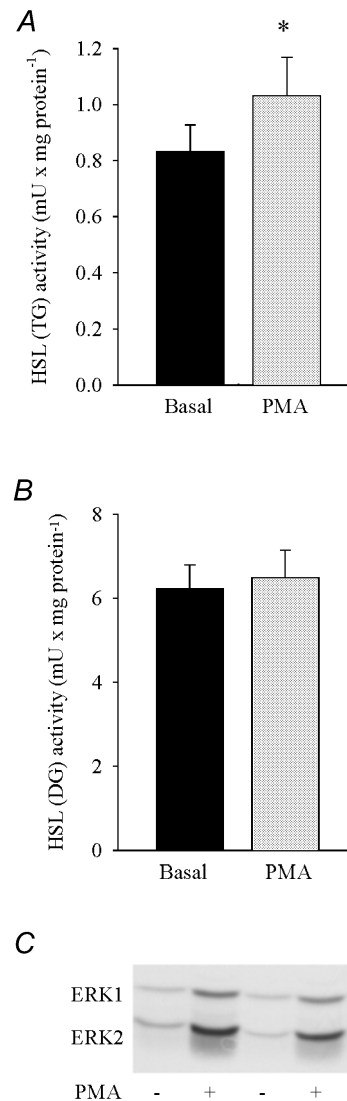 A
HSL (TG) activity (mU x mg protein-1)
1.2
1.0
0.8
0.6
0.4
0.2
0.0
*
Basal PMA
B
HSL (DG) activity (mU x mg protein-1)
8
6
4
2
0
Basal PMA
C
ERK1
ERK2
PMA - + - +